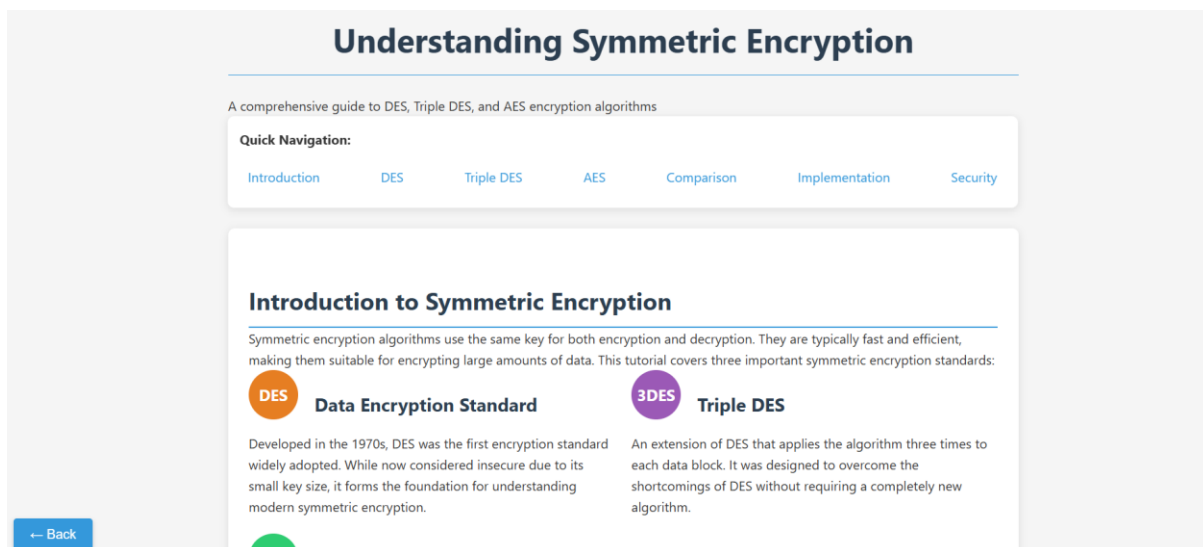 Understanding Symmetric Encryption
A comprehensive guide to DES, Triple DES, and AES encryption algorithms
Quick Navigation:
Introduction DES Triple DES AES Comparison Implementation Security
Introduction to Symmetric Encryption
Symmetric encryption algorithms use the same key for both encryption and decryption. They are typically fast and efficient,
making them suitable for encrypting large amounts of data. This tutorial covers three important symmetric encryption standards:
DES
Data Encryption Standard
Developed in the 1970s, DES was the first encryption standard
widely adopted. While now considered insecure due to its
small key size, it forms the foundation for understanding
modern symmetric encryption.
3DES
Triple DES
An extension of DES that applies the algorithm three times to
each data block. It was designed to overcome the
shortcomings of DES without requiring a completely new
algorithm.
← Back